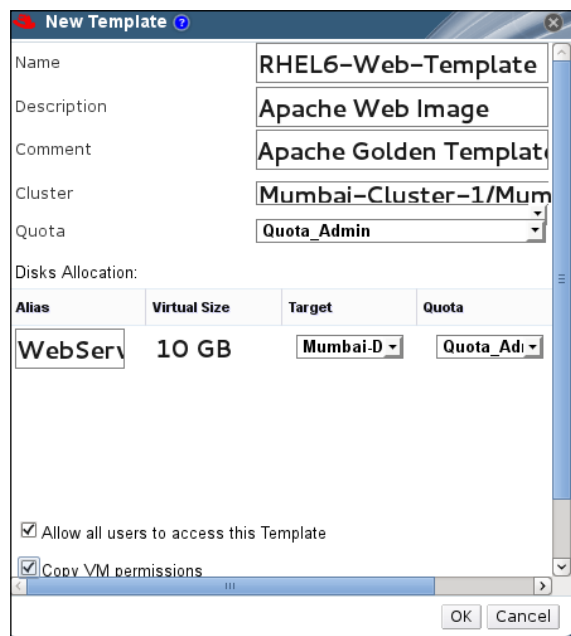 New Template
Name RHEL6-Web-Template
Description Apache Web Image
Comment Apache Golden Templat
Cluster Mumbai-Cluster-1/Mum
Quota Quota_Admin
Disks Allocation:
Alias Virtual Size Target Quota
WebServ 10 GB Mumbai-D Quota_Adı
Allow all users to access this Template
Copy VM permissions
OK Cancel